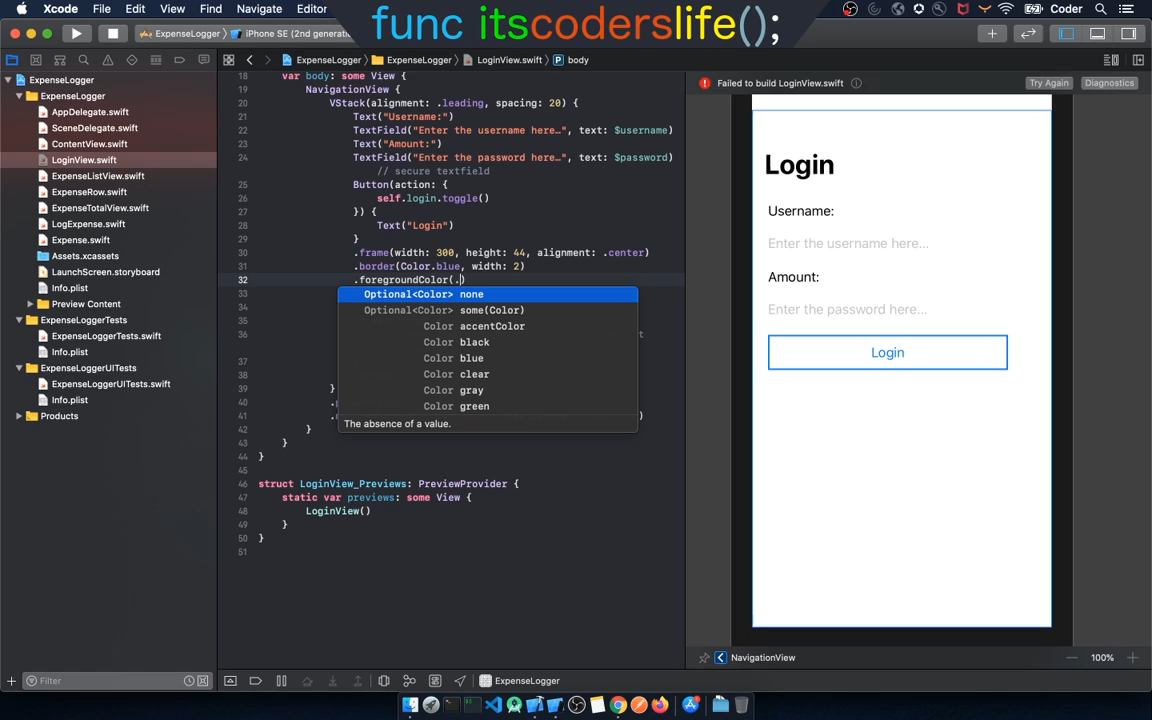 Xcode File Edit View Find Navigate Editor
Coder
func itscoderslife();
ExpenseLogger iPhone SE (2nd generati
ExpenseLogger ExpenseLogger LoginView.swift P body
ExpenseLogger
ExpenseLogger
AppDelegate.swift
SceneDelegate.swift
ContentView.swift
LoginView.swift
ExpenseListView.swift
ExpenseRow.swift
ExpenseTotalView.swift
LogExpense.swift
Expense.swift
Assets.xcassets
LaunchScreen.storyboard
Info.plist
Preview Content
ExpenseLoggerTests
ExpenseLoggerTests.swift
Info.plist
ExpenseLoggerUITests
ExpenseLoggerUITests.swift
Info.plist
Products
Filter
18 var body: some View {
19 NavigationView {
20 VStack(alignment: .leading, spacing: 20) {
21 Text("Username:")
22 TextField("Enter the username here…", text: $username)
23 Text("Amount:")
24 TextField("Enter the password here…", text: $password)
// secure textfield
25 Button(action: {
26 self.login.toggle()
27 }) {
28 Text("Login")
29 }
30 .frame(width: 300, height: 44, alignment: .center)
31 .border(Color.blue, width: 2)
32 .foregroundColor(.)
33
34
35
36 t
37
38
39 }
40 .
41 . )
42 }
43 }
44 }
45
46 struct LoginView_Previews: PreviewProvider {
47 static var previews: some View {
48 LoginView()
49 }
50 }
51
Optional<Color> none
Optional<Color> some(Color)
Color accentColor
Color black
Color blue
Color clear
Color gray
Color green
The absence of a value.
ExpenseLogger
Failed to build LoginView.swift
Try Again
Diagnostics
Login
Username:
Enter the username here...
Amount:
Enter the password here...
Login
NavigationView
100%